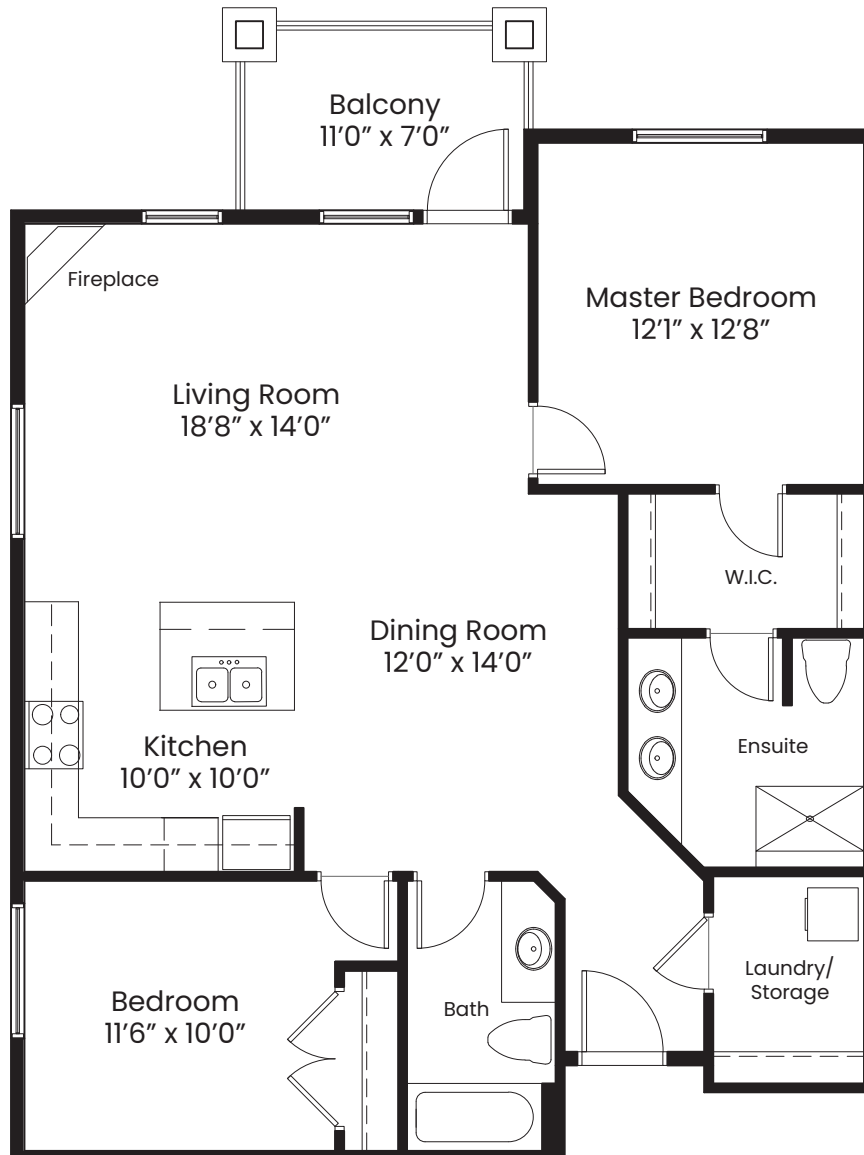 Balcony
11’0” x 7’0”
Fireplace
Master Bedroom
12’1” x 12’8”
Living Room
18’8” x 14’0”
W.I.C.
Dining Room
12’0” x 14’0”
Kitchen
10’0” x 10’0”
Ensuite
Laundry/
Storage
Bedroom
11’6” x 10’0”
Bath